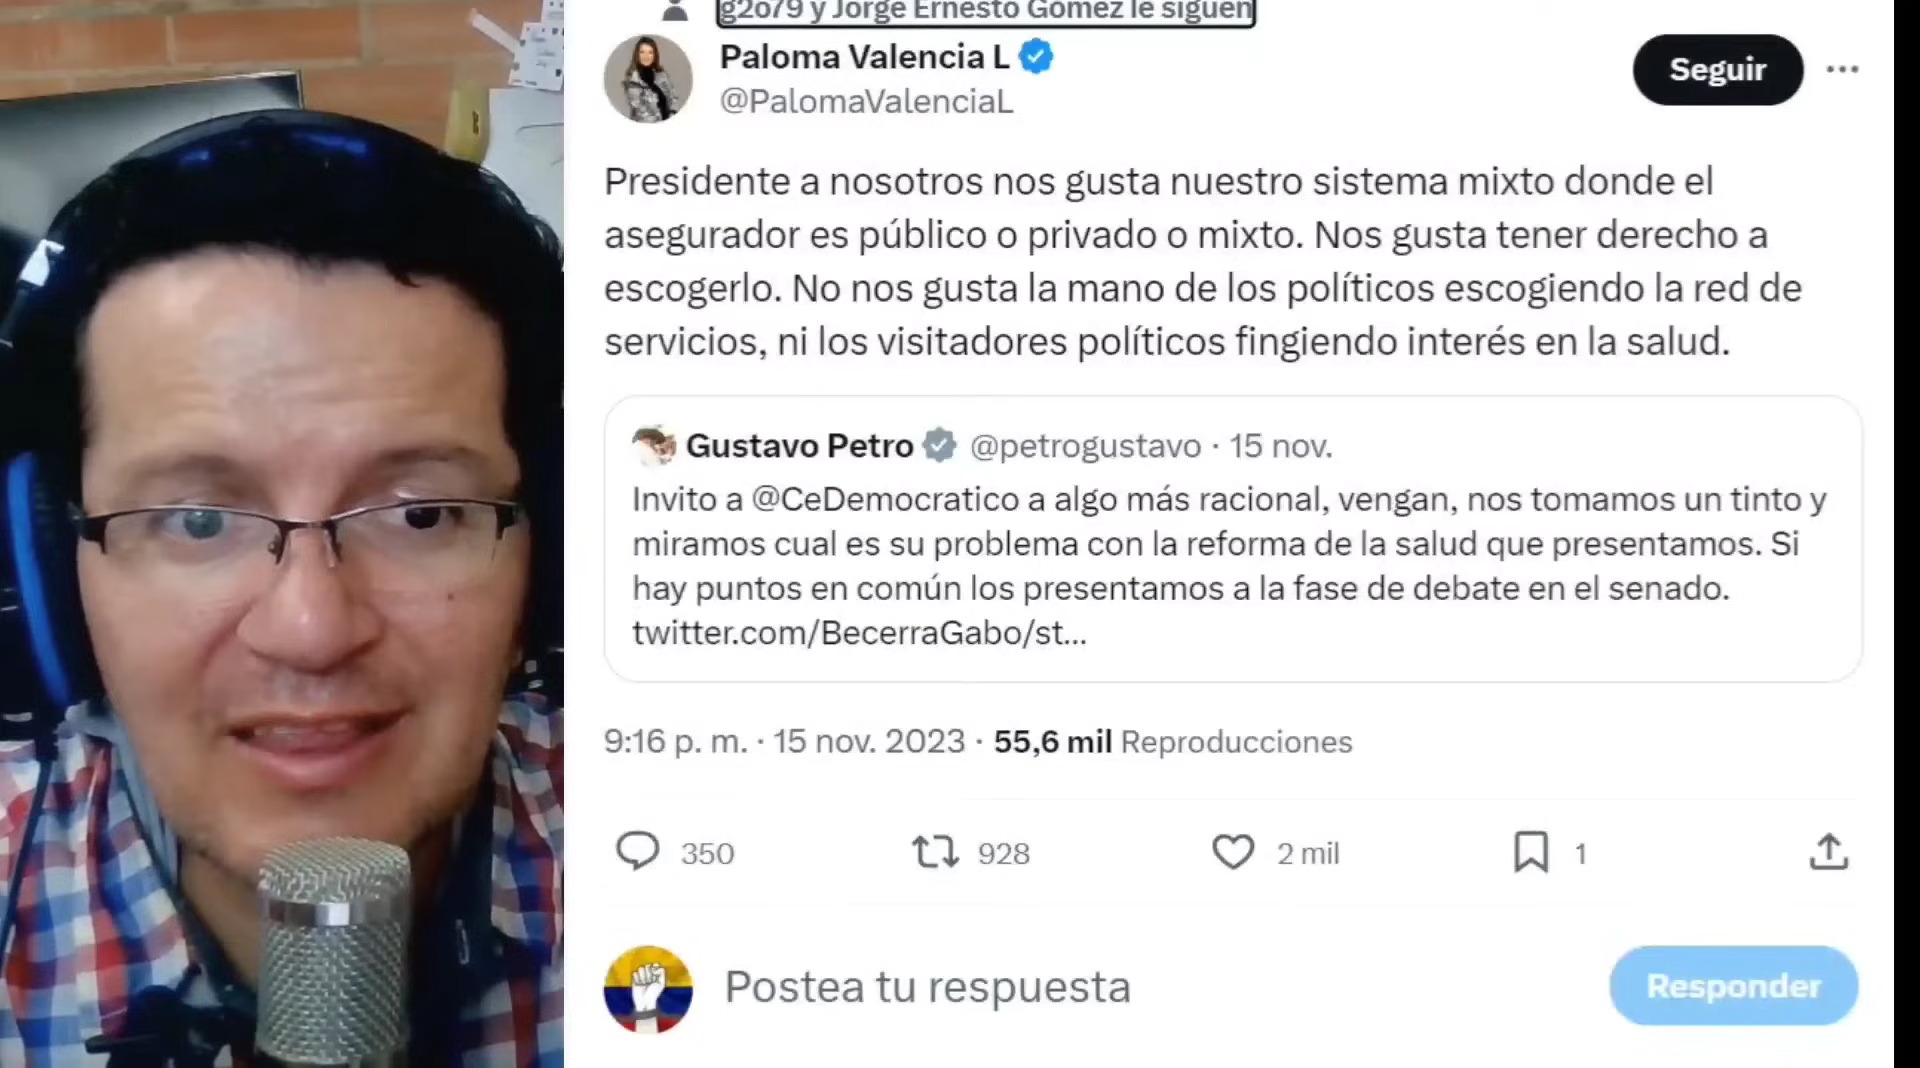 g2o79 y Jorge Ernesto Gómez le siguen
Paloma Valencia L
@PalomaValenciaL
Seguir
Presidente a nosotros nos gusta nuestro sistema mixto donde el
asegurador es público o privado o mixto. Nos gusta tener derecho a
escogerlo. No nos gusta la mano de los políticos escogiendo la red de
servicios, ni los visitadores políticos fingiendo interés en la salud.
Gustavo Petro @petrogustavo · 15 nov.
Invito a @CeDemocratico a algo más racional, vengan, nos tomamos un tinto y
miramos cual es su problema con la reforma de la salud que presentamos. Si
hay puntos en común los presentamos a la fase de debate en el senado.
twitter.com/BecerraGabo/st...
9:16 p. m. · 15 nov. 2023 · 55,6 mil Reproducciones
350 928 2 mil 1
Postea tu respuesta
Responder